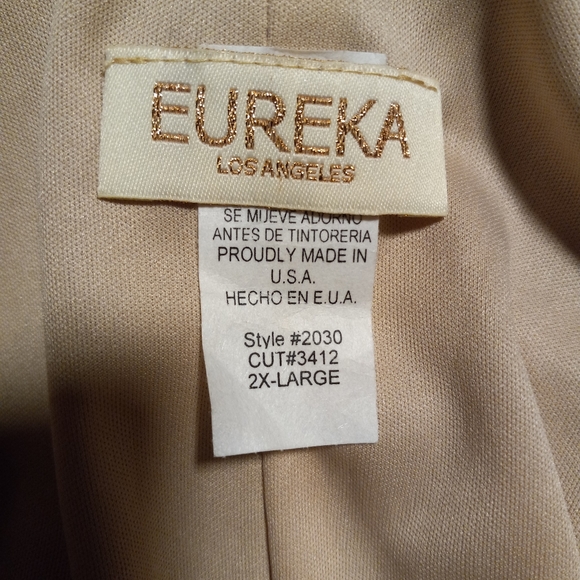 EUREKA
LOS ANGELES
SE MUEVE ADORNO
ANTES DE TINTORERIA
PROUDLY MADE IN
U.S.A.
HECHO EN E.U.A.
Style #2030
CUT#3412
2X-LARGE